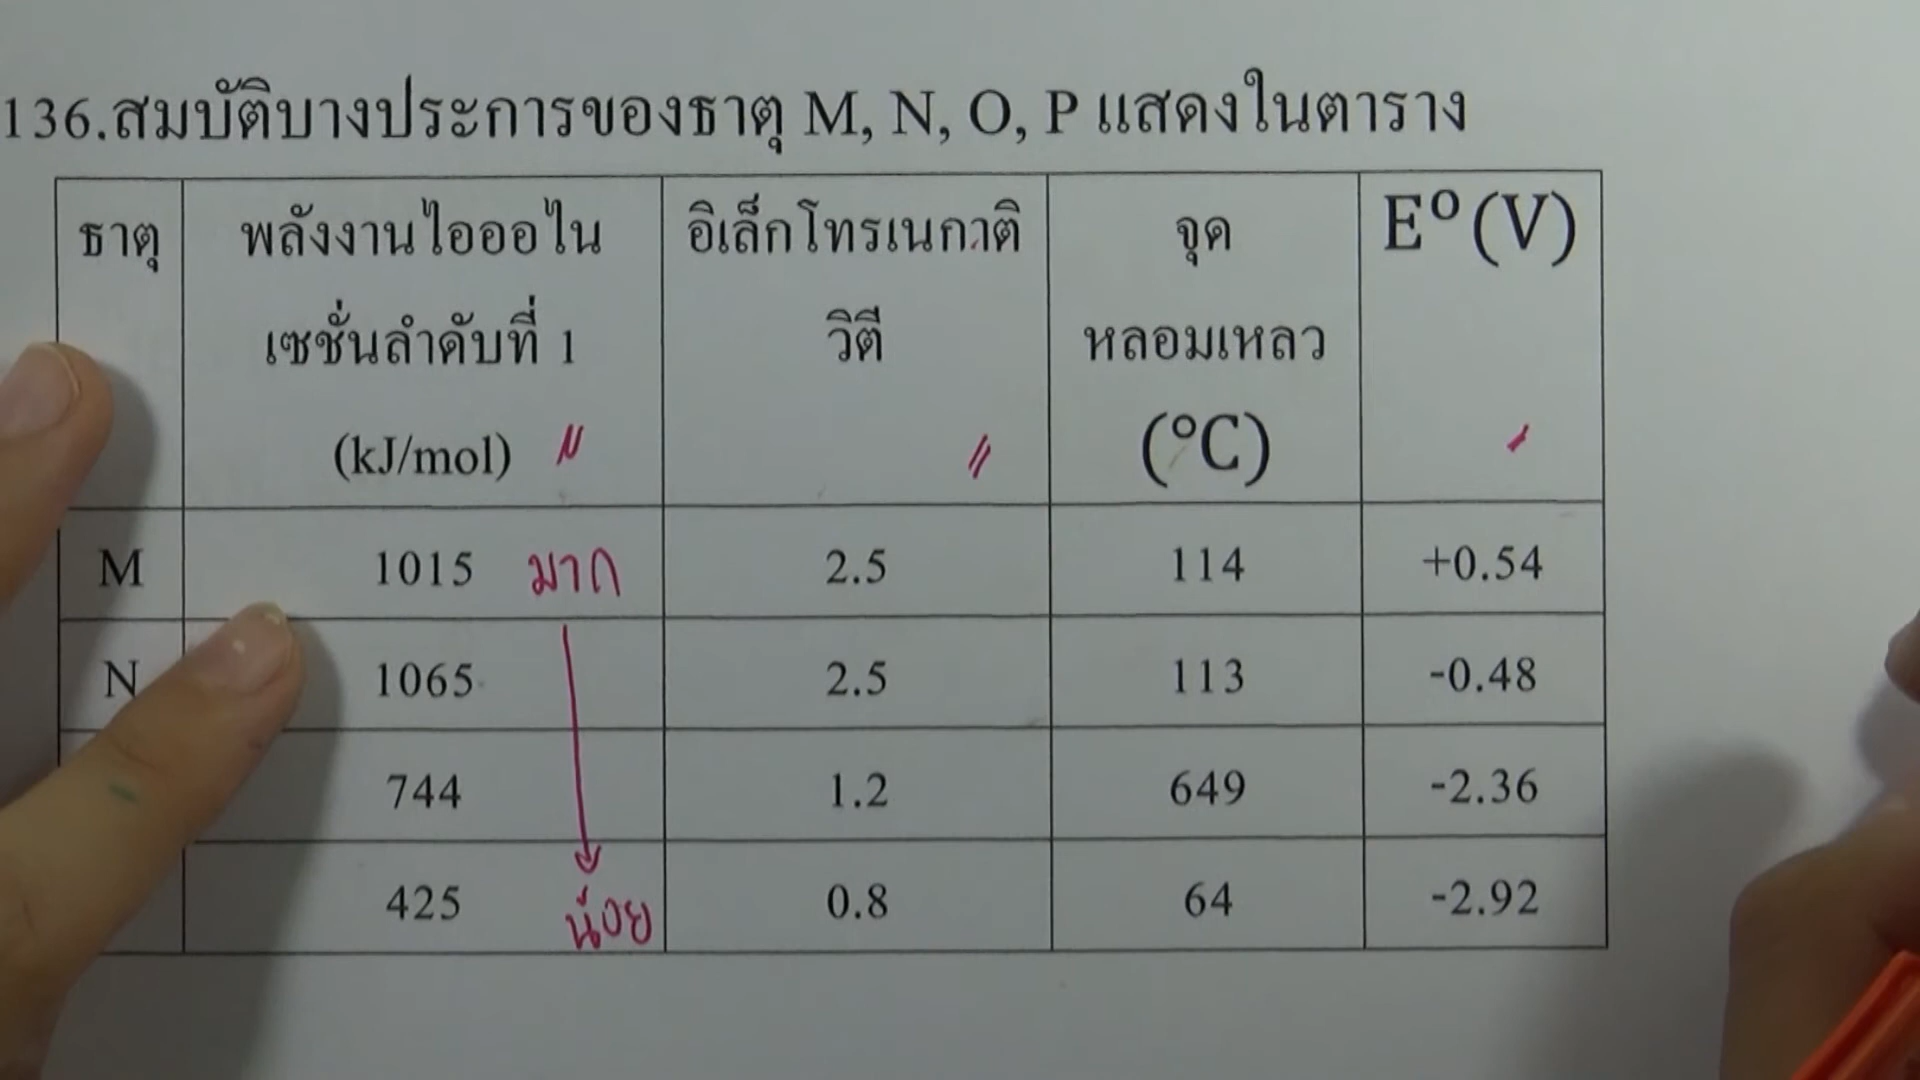 136.สมบัติบางประการของธาตุ M, N, O, P แสดงในตาราง
ธาตุ พลังงานไอออไน อิเล็กโทรเนกาติ จุด E⁰(V)
เซชั่นลำดับที่ 1 วิตี หลอมเหลว
(kJ/mol) (°C)
M 1015 มาก 2.5 114 +0.54
N 1065 2.5 113 -0.48
744 1.2 649 -2.36
425 น้อย 0.8 64 -2.92